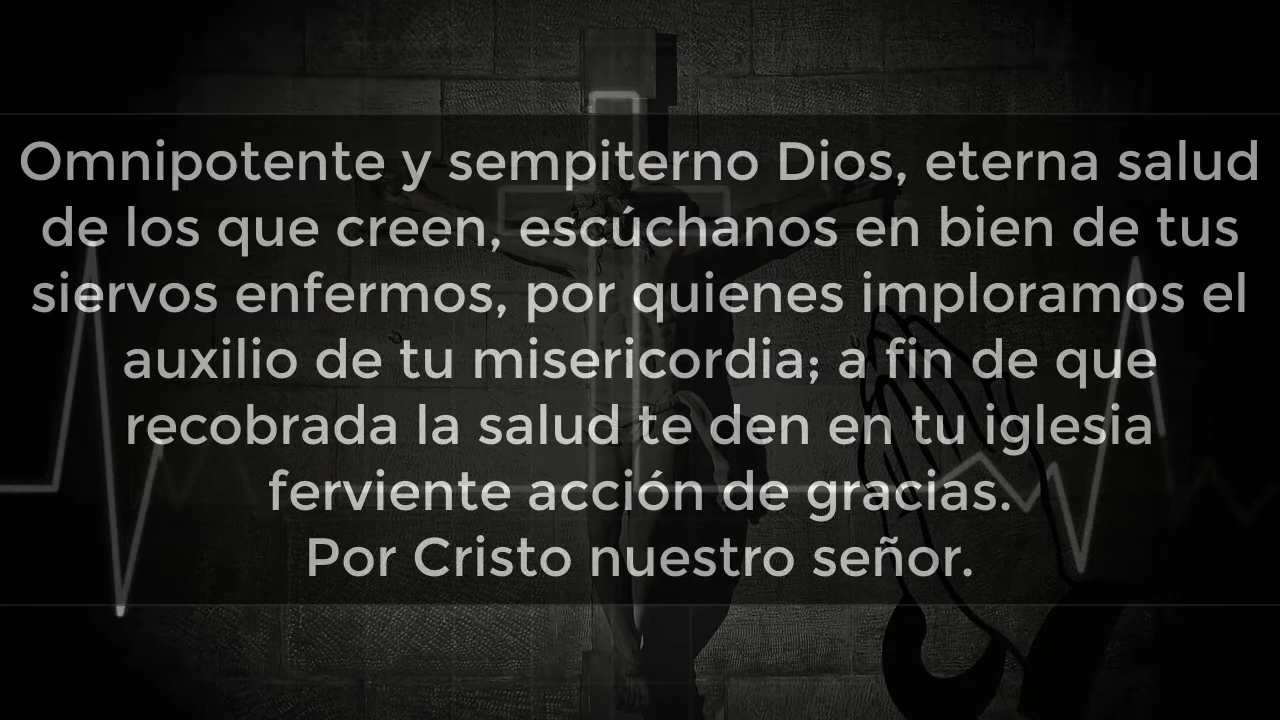 Omnipotente y sempiterno Dios, eterna salud
de los que creen, escúchanos en bien de tus
siervos enfermos, por quienes imploramos el
auxilio de tu misericordia; a fin de que
recobrada la salud te den en tu iglesia
ferviente acción de gracias.
Por Cristo nuestro señor.